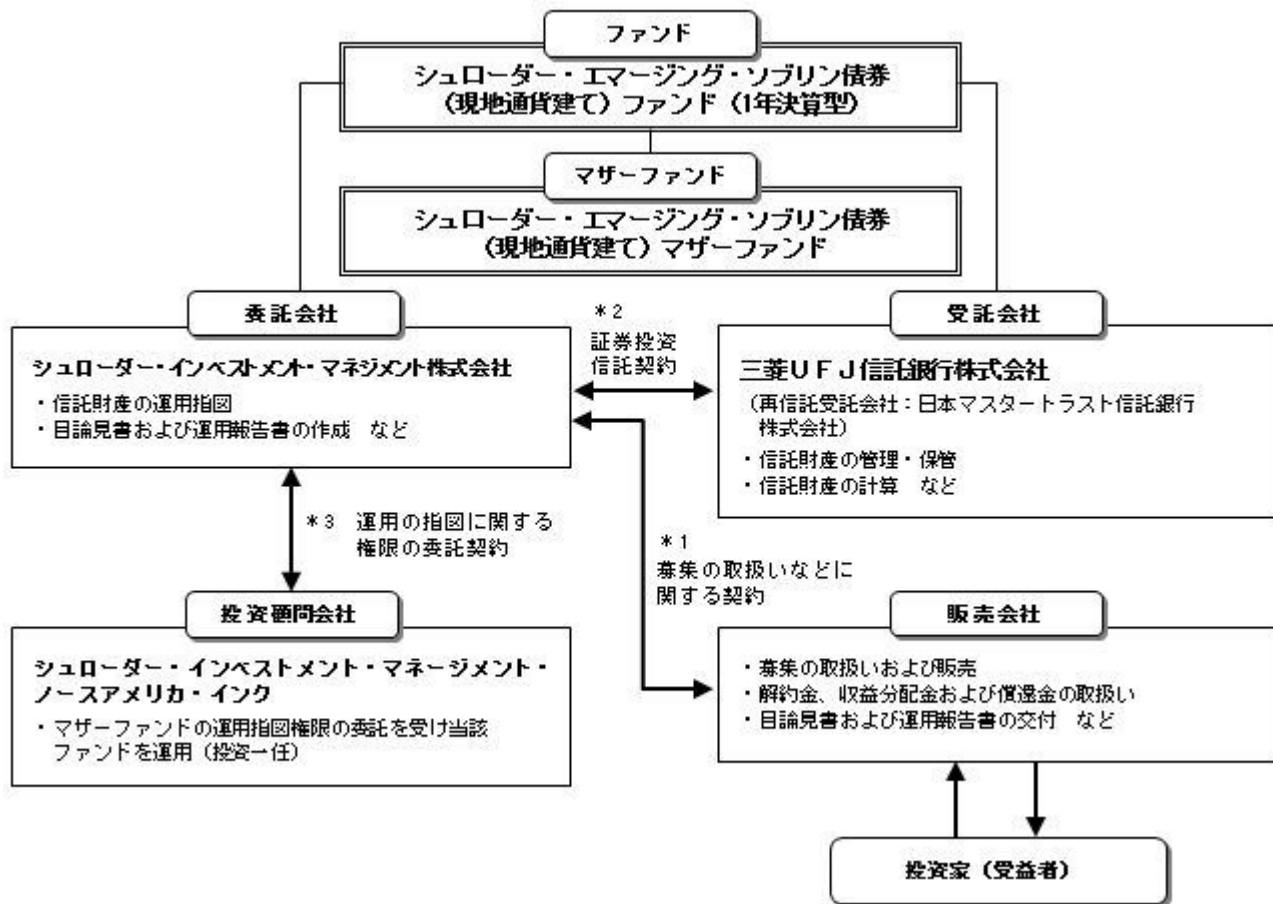 ファンド
シュローダー・エマージング・ソブリン債券
（現地通貨建て）ファンド（1年決算型）
マザーファンド
シュローダー・エマージング・ソブリン債券
（現地通貨建て）マザーファンド
委託会社
シュローダー・インベストメント・マネジメント株式会社
・信託財産の運用指図
・目論見書および運用報告書の作成　など
＊2
証券投資
信託契約
受託会社
三菱ＵＦＪ信託銀行株式会社
（再信託受託会社：日本マスタートラスト信託銀行
株式会社）
・信託財産の管理・保管
・信託財産の計算　など
＊3　運用の指図に関する
権限の委託契約
＊1
募集の取扱いなどに
関する契約
投資顧問会社
シュローダー・インベストメント・マネージメント・
ノースアメリカ・インク
・マザーファンドの運用指図権限の委託を受け当該
ファンドを運用（投資一任）
販売会社
・募集の取扱いおよび販売
・解約金、収益分配金および償還金の取扱い
・目論見書および運用報告書の交付　など
投資家（受益者）